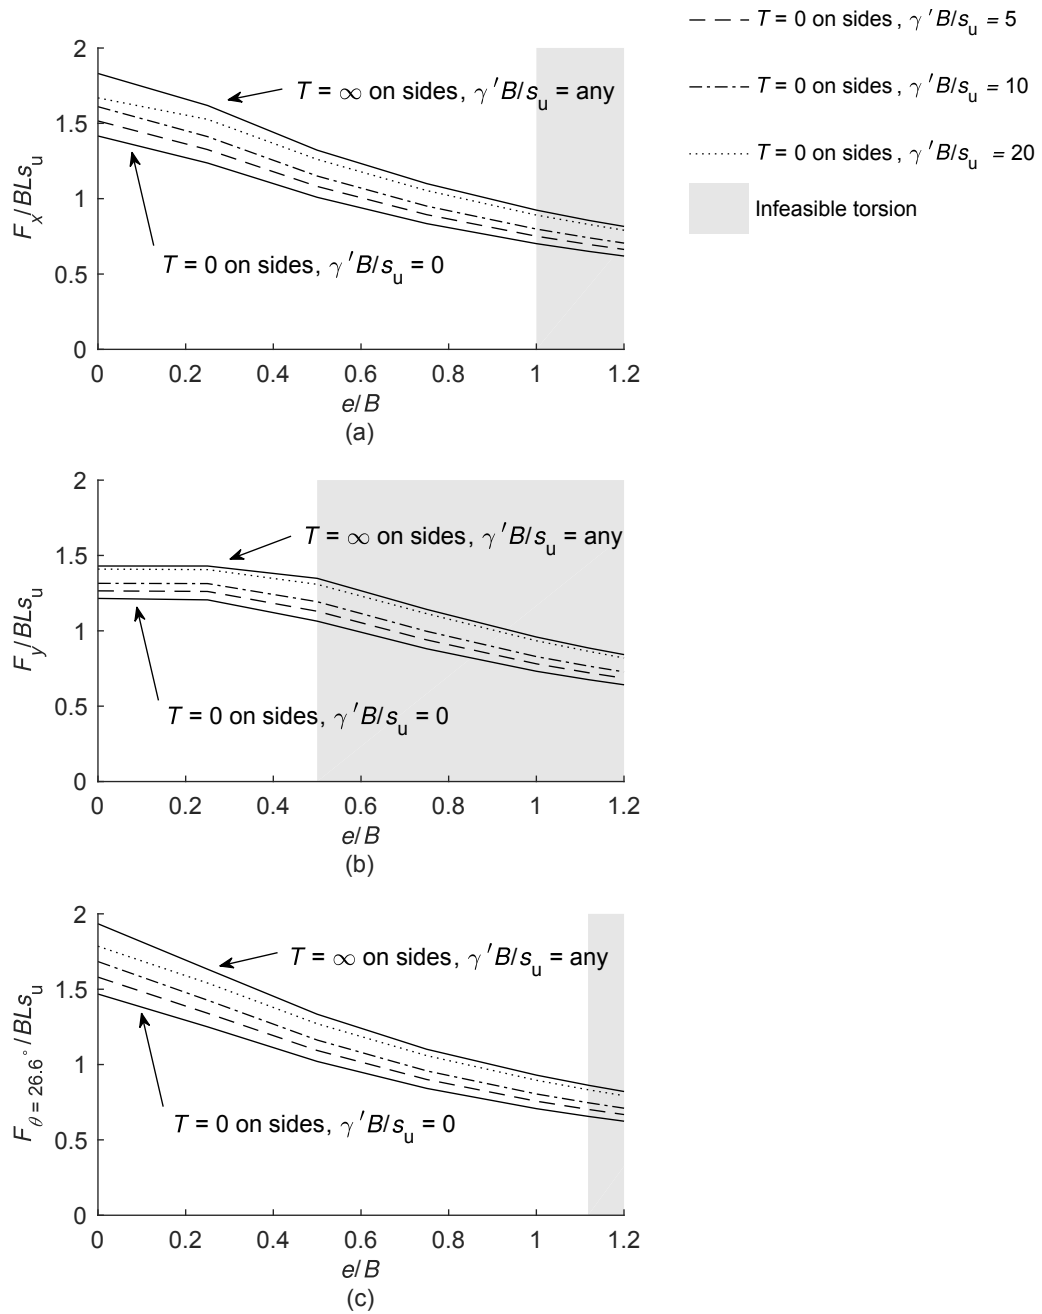 T = 0 on sides, γ′B/su = 5
T = 0 on sides, γ′B/su = 10
T = 0 on sides, γ′B/su = 20
Infeasible torsion
2
1.5
1
0.5
0
Fx/BLsu
T = ∞ on sides, γ′B/su = any
T = 0 on sides, γ′B/su = 0
0 0.2 0.4 0.6 0.8 1 1.2
e/B
(a)
2
1.5
1
0.5
0
Fy/BLsu
T = ∞ on sides, γ′B/su = any
T = 0 on sides, γ′B/su = 0
0 0.2 0.4 0.6 0.8 1 1.2
e/B
(b)
2
1.5
1
0.5
0
Fθ = 26.6°/BLsu
T = ∞ on sides, γ′B/su = any
T = 0 on sides, γ′B/su = 0
0 0.2 0.4 0.6 0.8 1 1.2
e/B
(c)